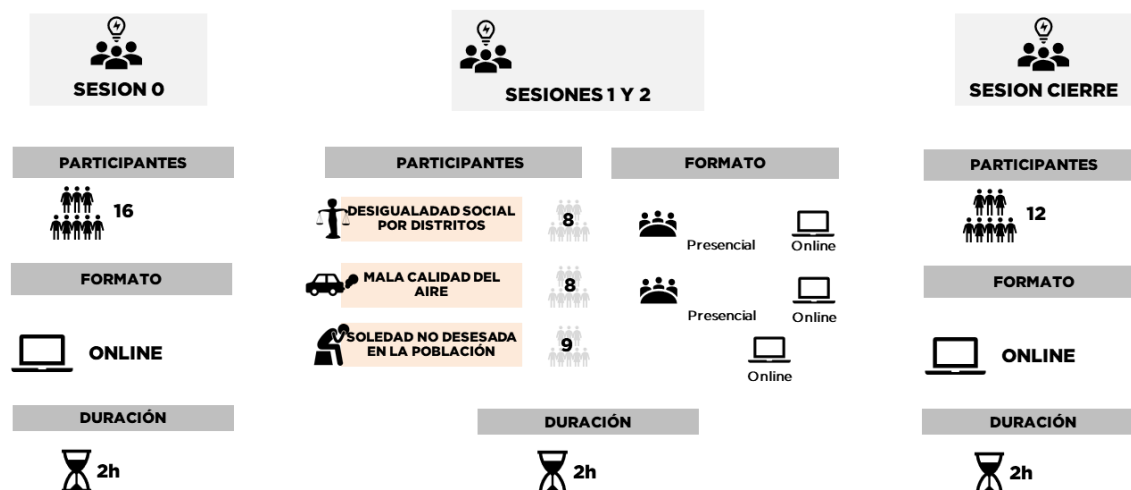 SESION 0
PARTICIPANTES
16
FORMATO
ONLINE
DURACIÓN
2h
SESIONES 1 Y 2
PARTICIPANTES
DESIGUALADAD SOCIAL
POR DISTRITOS
8
MALA CALIDAD DEL
AIRE
8
SOLEDAD NO DESESADA
EN LA POBLACIÓN
9
FORMATO
Presencial
Online
Presencial
Online
Online
DURACIÓN
2h
SESION CIERRE
PARTICIPANTES
12
FORMATO
ONLINE
DURACIÓN
2h